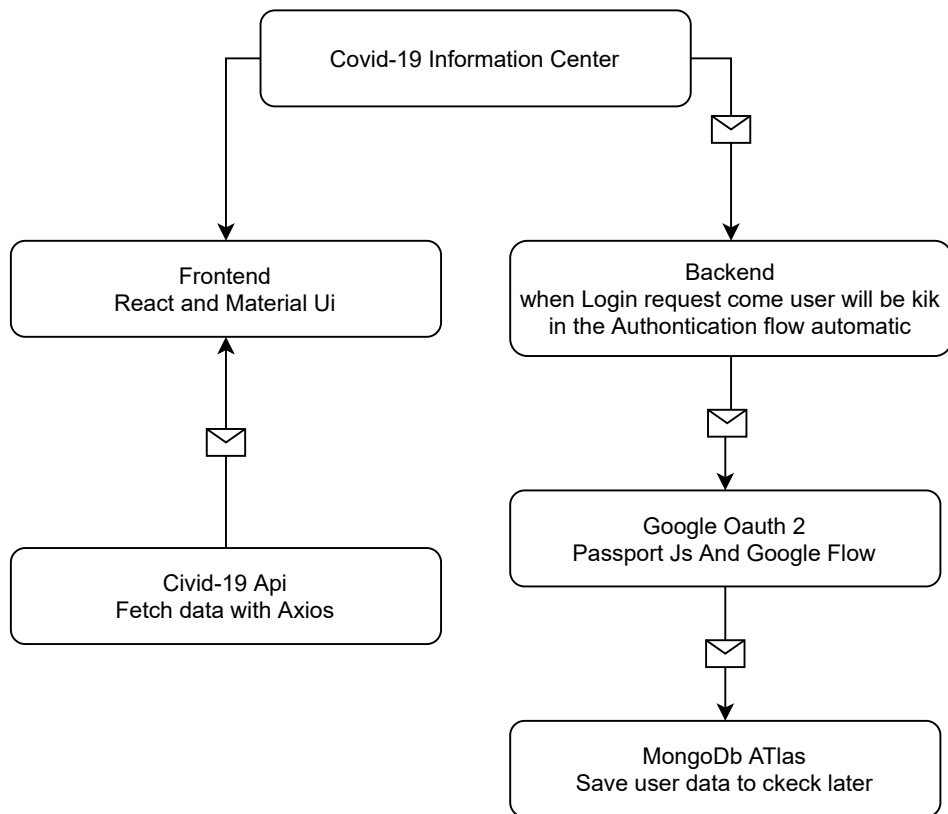 Covid-19 Information Center
Frontend
React and Material Ui
Backend
when Login request come user will be kik
in the Authontication flow automatic
Civid-19 Api
Fetch data with Axios
Google Oauth 2
Passport Js And Google Flow
MongoDb ATlas
Save user data to ckeck later